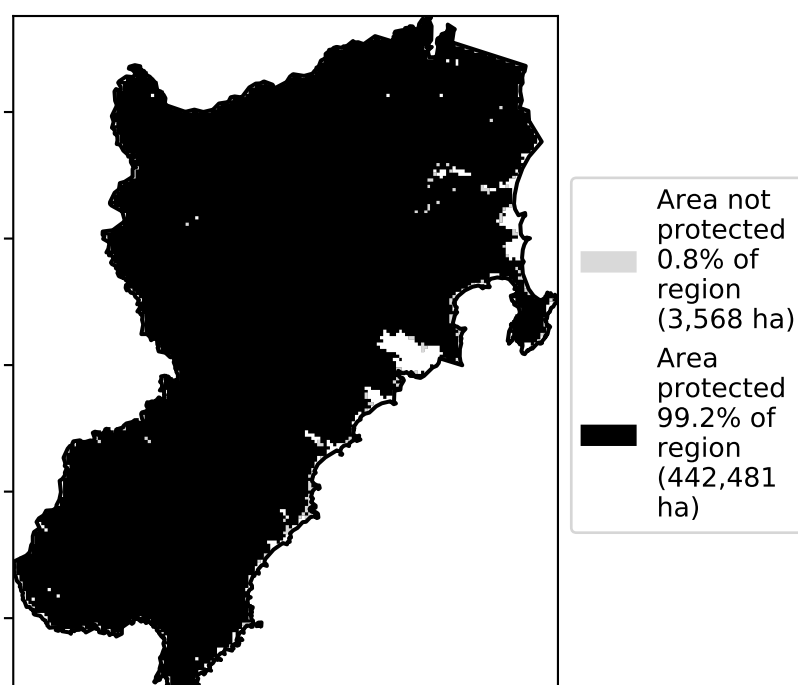 Area not
protected
0.8% of
region
(3,568 ha)
Area
protected
99.2% of
region
(442,481
ha)